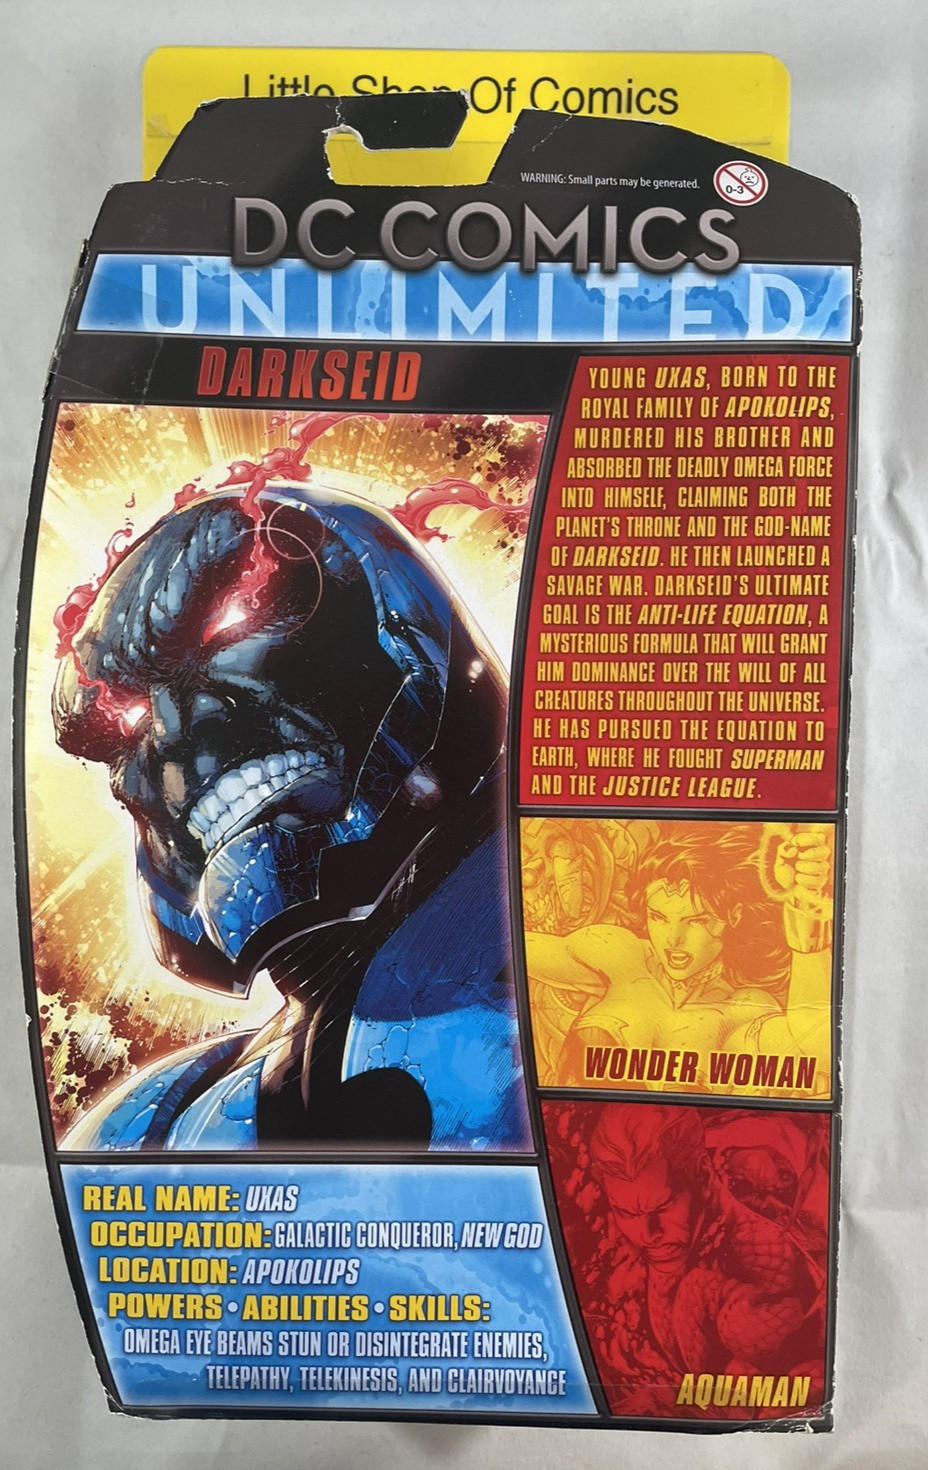 Little Shop Of Comics
WARNING: Small parts may be generated.
0-3
DC COMICS
UNLIMITED
DARKSEID
YOUNG UXAS, BORN TO THE
ROYAL FAMILY OF APOKOLIPS,
MURDERED HIS BROTHER AND
ABSORBED THE DEADLY OMEGA FORCE
INTO HIMSELF, CLAIMING BOTH THE
PLANET'S THRONE AND THE GOD-NAME
OF DARKSEID. HE THEN LAUNCHED A
SAVAGE WAR. DARKSEID'S ULTIMATE
GOAL IS THE ANTI-LIFE EQUATION, A
MYSTERIOUS FORMULA THAT WILL GRANT
HIM DOMINANCE OVER THE WILL OF ALL
CREATURES THROUGHOUT THE UNIVERSE.
HE HAS PURSUED THE EQUATION TO
EARTH, WHERE HE FOUGHT SUPERMAN
AND THE JUSTICE LEAGUE.
WONDER WOMAN
REAL NAME: UXAS
OCCUPATION: GALACTIC CONQUEROR, NEW GOD
LOCATION: APOKOLIPS
POWERS • ABILITIES • SKILLS:
OMEGA EYE BEAMS STUN OR DISINTEGRATE ENEMIES,
TELEPATHY, TELEKINESIS, AND CLAIRVOYANCE
AQUAMAN